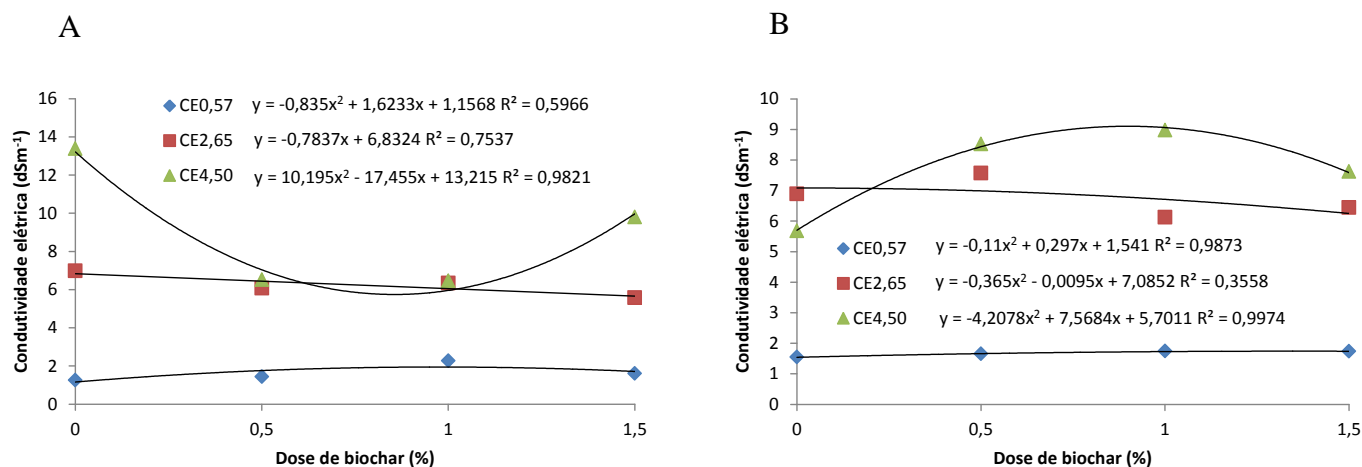 A
Condutividade elétrica (dSm⁻¹)
16
14
12
10
8
6
4
2
0
CE0,57 y = -0,835x² + 1,6233x + 1,1568 R² = 0,5966
CE2,65 y = -0,7837x + 6,8324 R² = 0,7537
CE4,50 y = 10,195x² - 17,455x + 13,215 R² = 0,9821
0 0,5 1 1,5
Dose de biochar (%)
B
Condutividade elétrica (dSm⁻¹)
10
9
8
7
6
5
4
3
2
1
0
CE0,57 y = -0,11x² + 0,297x + 1,541 R² = 0,9873
CE2,65 y = -0,365x² - 0,0095x + 7,0852 R² = 0,3558
CE4,50 y = -4,2078x² + 7,5684x + 5,7011 R² = 0,9974
0 0,5 1 1,5
Dose de biochar (%)